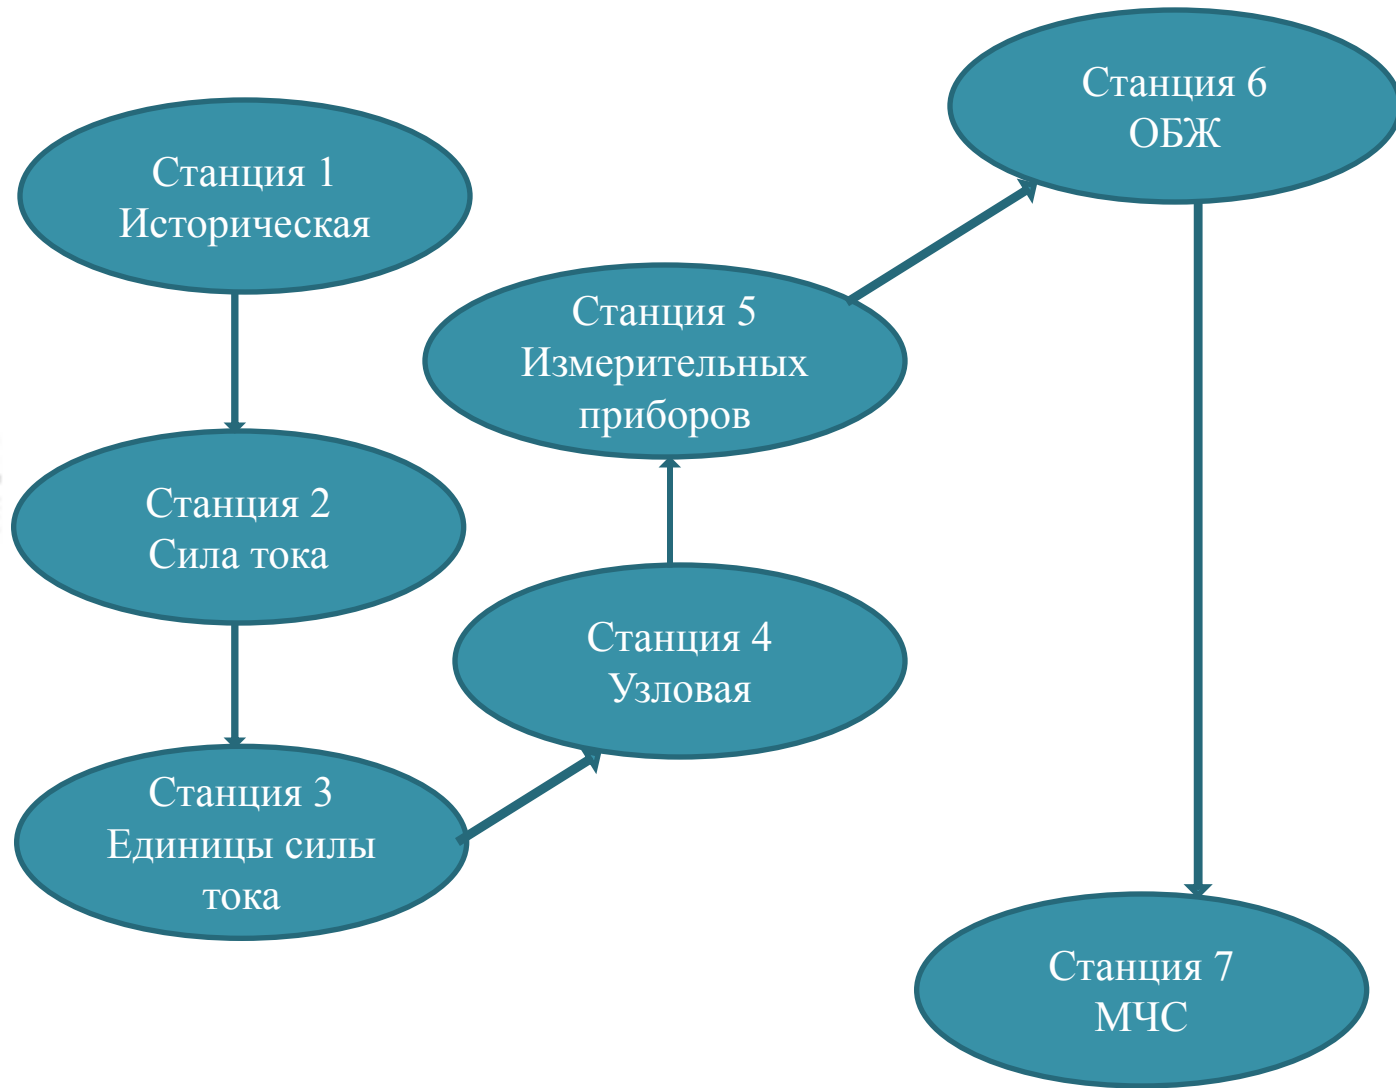 Станция 1
Историческая
Станция 2
Сила тока
Станция 3
Единицы силы
тока
Станция 4
Узловая
Станция 5
Измерительных
приборов
Станция 6
ОБЖ
Станция 7
МЧС